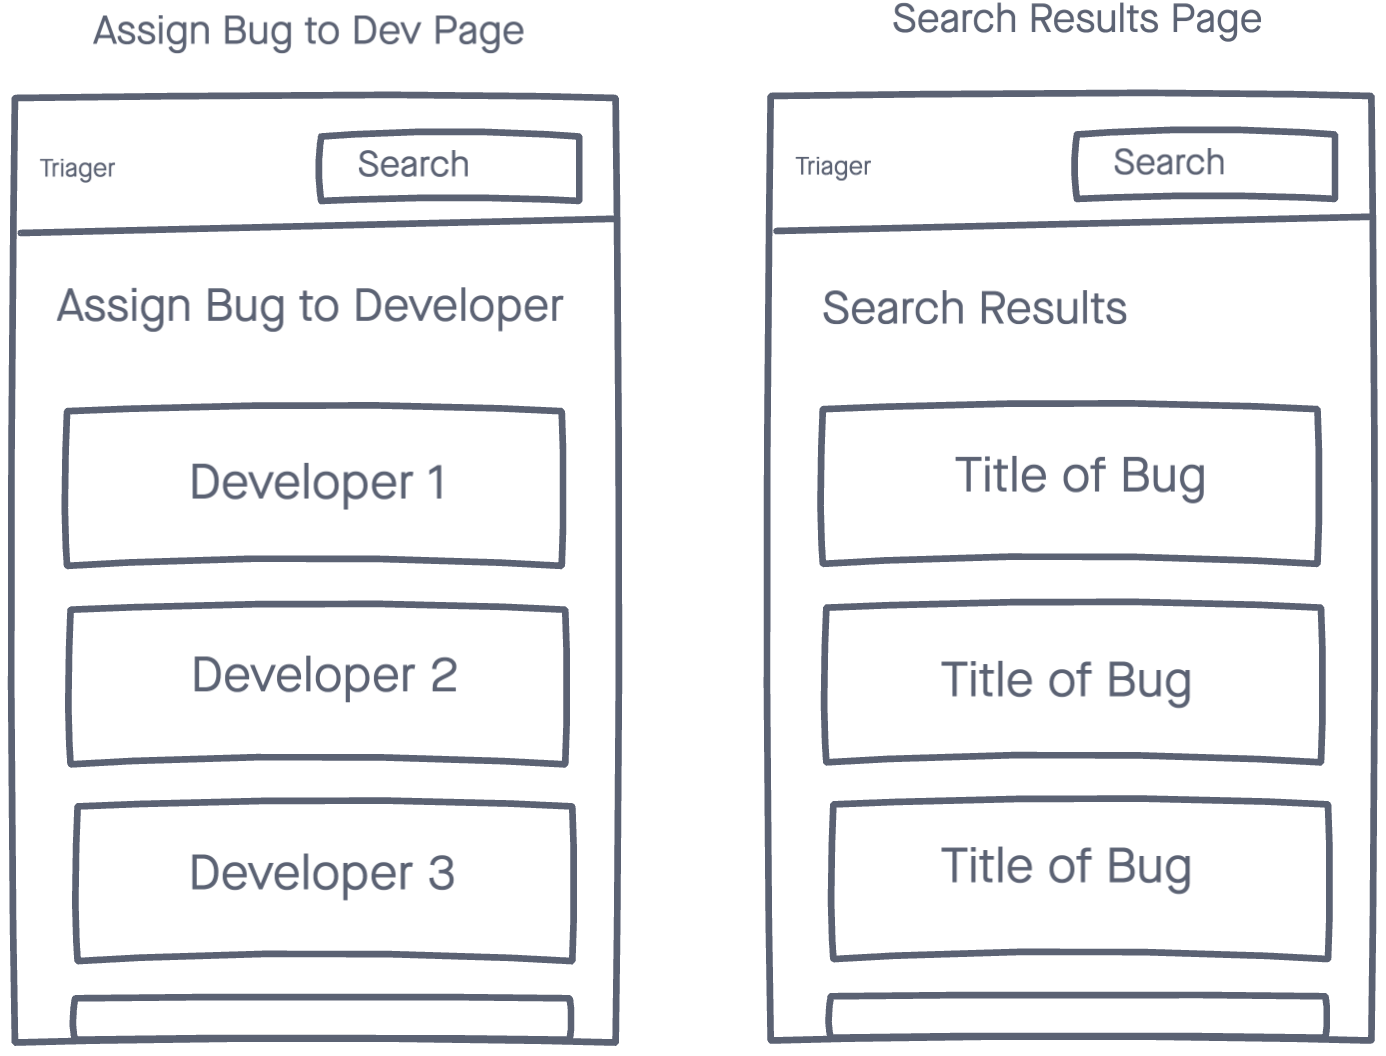 Assign Bug to Dev Page
Triager
Search
Assign Bug to Developer
Developer 1
Developer 2
Developer 3
Search Results Page
Triager
Search
Search Results
Title of Bug
Title of Bug
Title of Bug